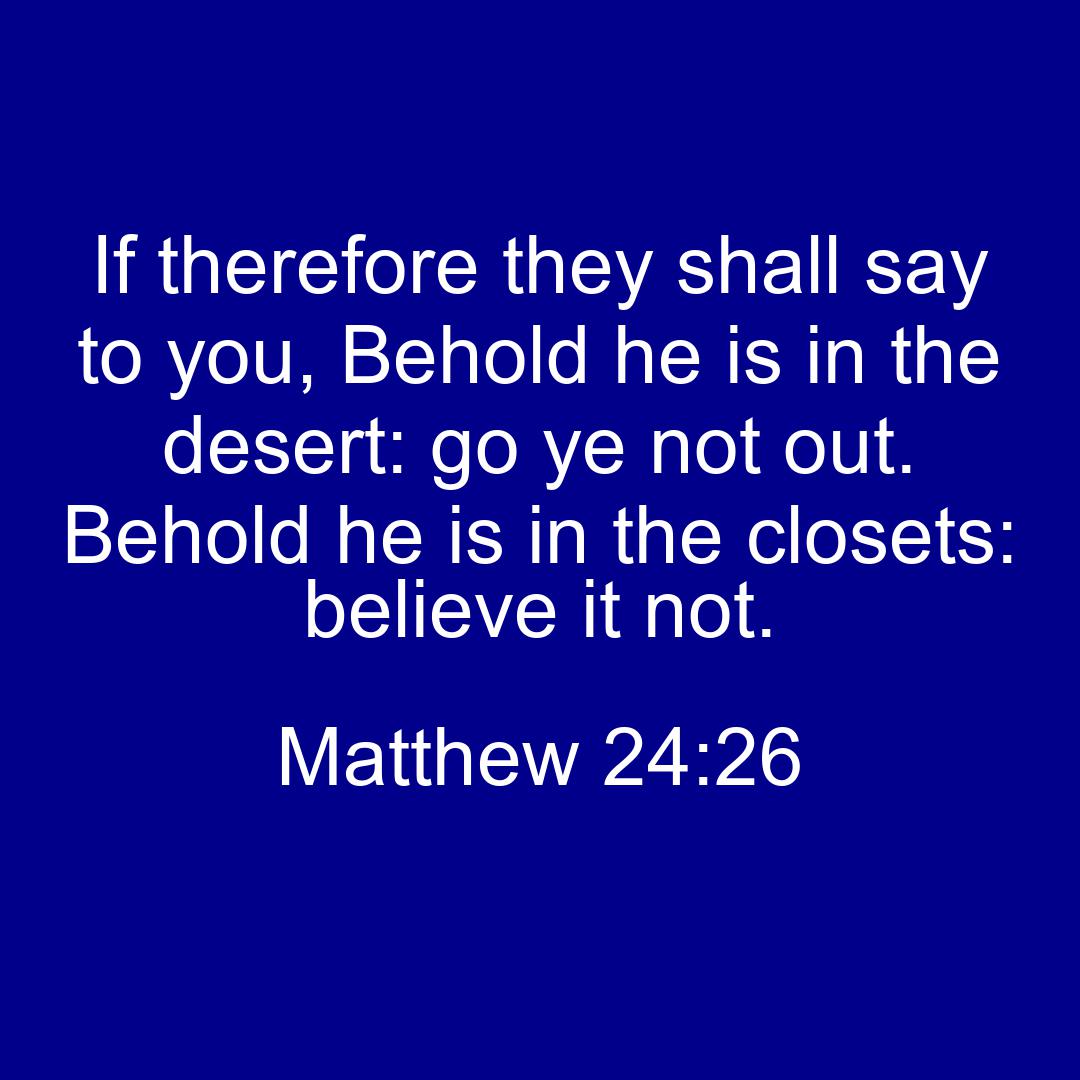 If therefore they shall say
to you, Behold he is in the
desert: go ye not out.
Behold he is in the closets:
believe it not.
Matthew 24:26